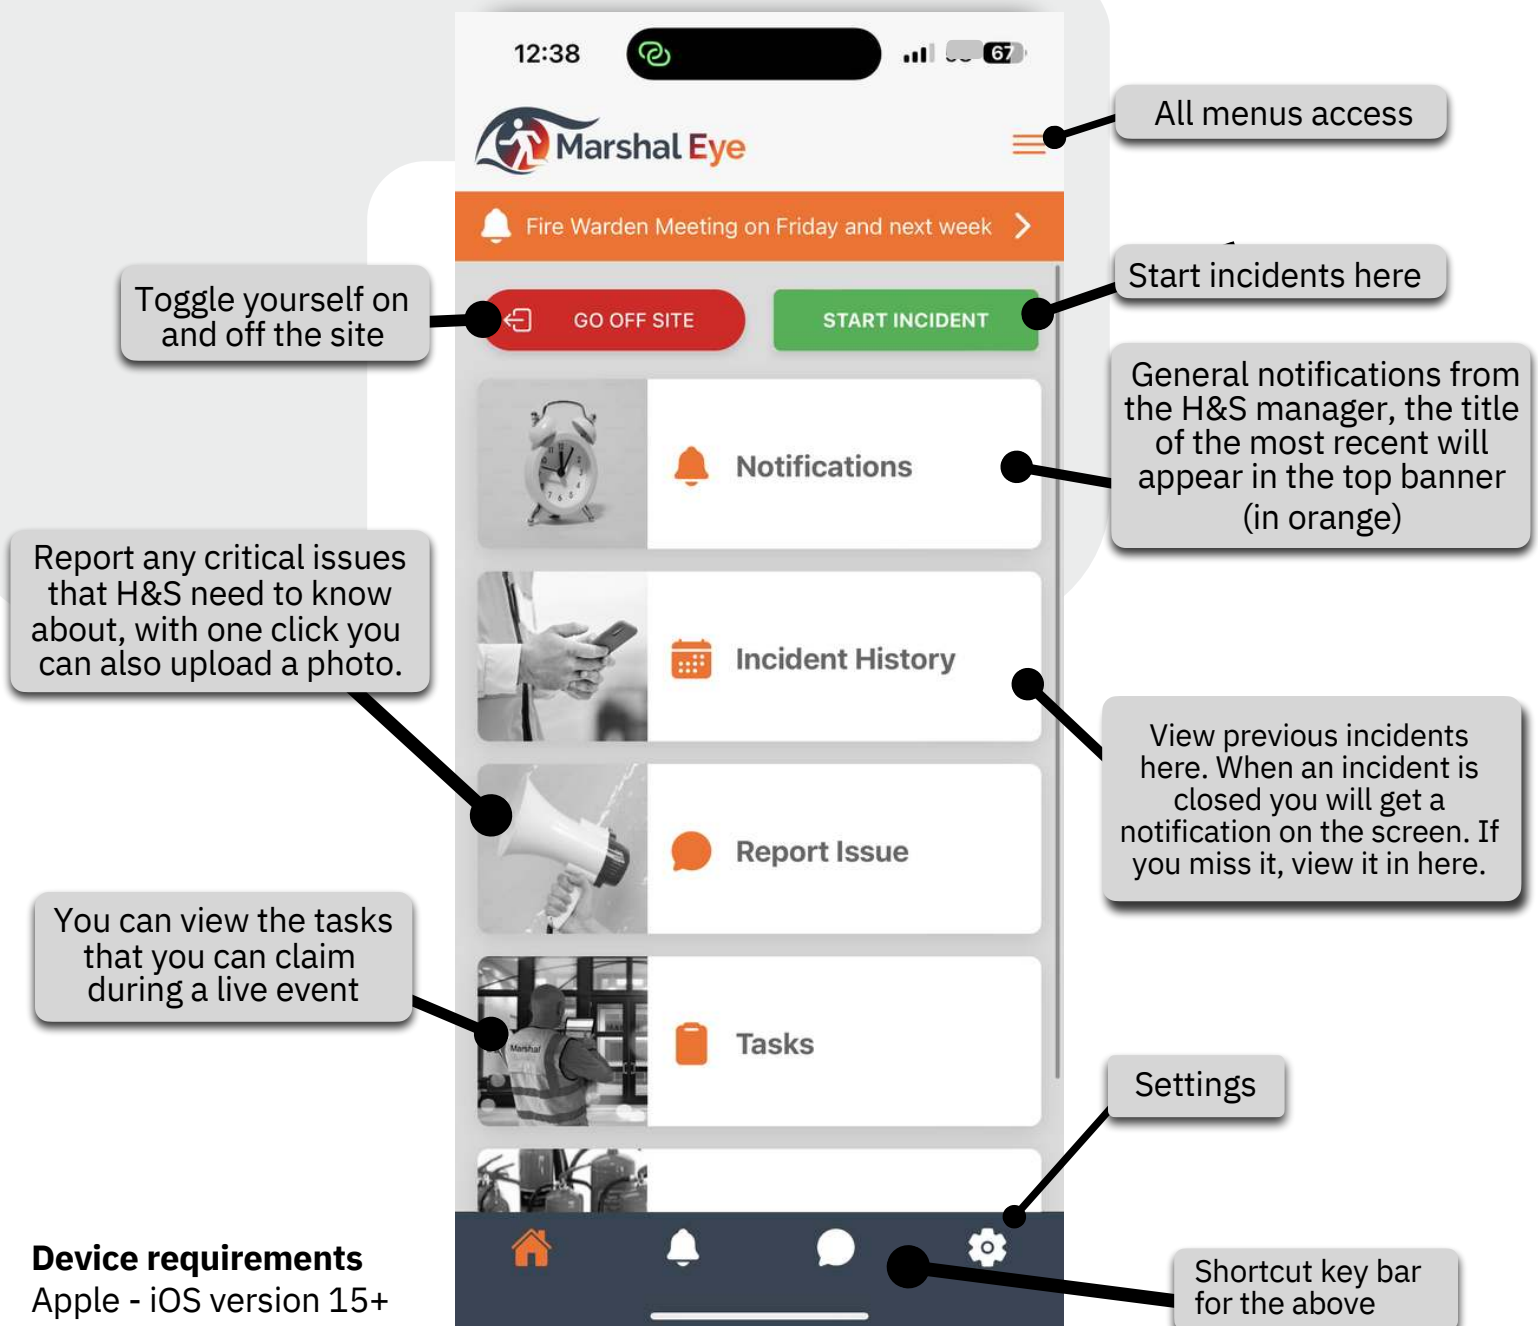 12:38
67
Marshal Eye
All menus access
Fire Warden Meeting on Friday and next week
Toggle yourself on
and off the site
GO OFF SITE
START INCIDENT
Start incidents here
Notifications
General notifications from
the H&S manager, the title
of the most recent will
appear in the top banner
(in orange)
Report any critical issues
that H&S need to know
about, with one click you
can also upload a photo.
Incident History
View previous incidents
here. When an incident is
closed you will get a
notification on the screen. If
you miss it, view it in here.
Report Issue
You can view the tasks
that you can claim
during a live event
Marshal
Tasks
Settings
Device requirements
Apple - iOS version 15+
Shortcut key bar
for the above